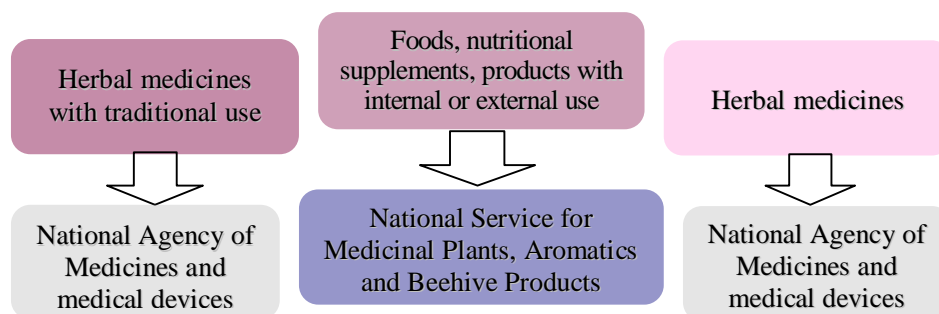 Herbal medicines
with traditional use
Foods, nutritional
supplements, products with
internal or external use
Herbal medicines
National Agency of
Medicines and
medical devices
National Service for
Medicinal Plants, Aromatics
and Beehive Products
National Agency of
Medicines and
medical devices